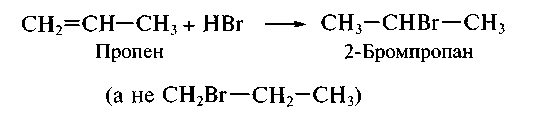 CH₂=CH—CH₃ + HBr ⟶ CH₃—CHBr—CH₃
Пропен 2-Бромпропан
(а не CH₂Br—CH₂—CH₃)